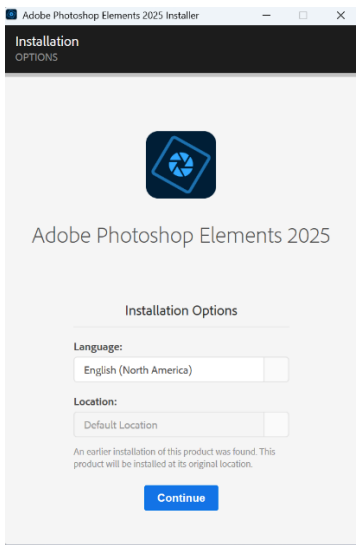 Adobe Photoshop Elements 2025 Installer
Installation
OPTIONS
Adobe Photoshop Elements 2025
Installation Options
Language:
English (North America)
Location:
Default Location
An earlier installation of this product was found. This
product will be installed at its original location.
Continue